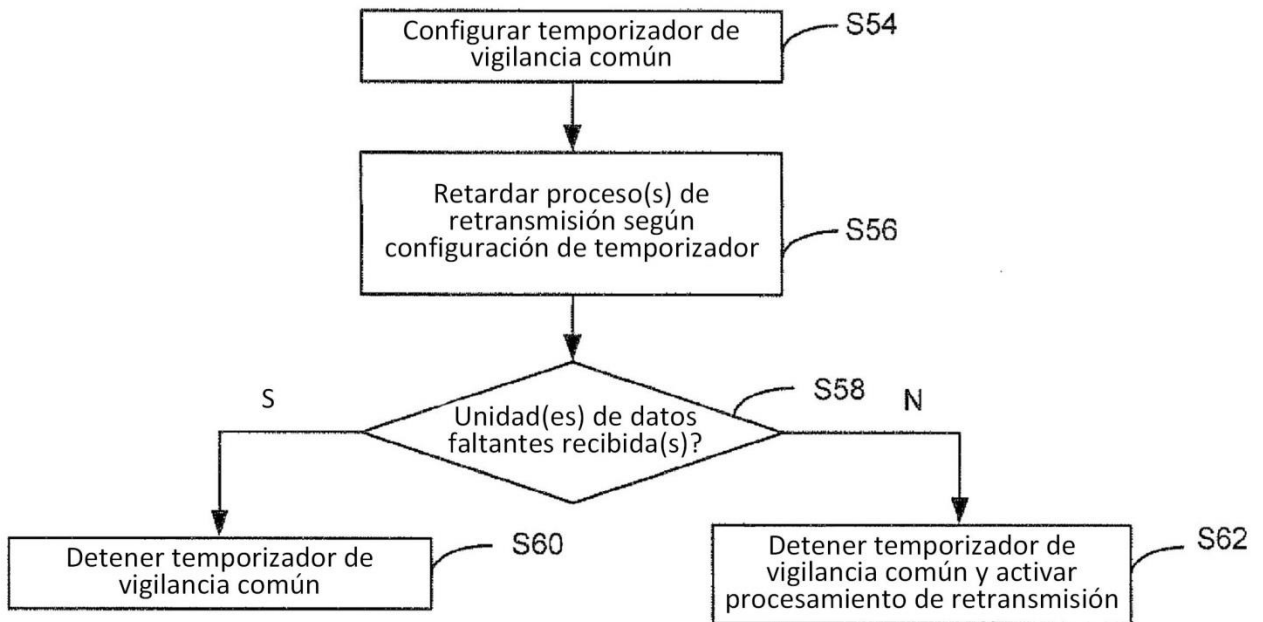 Configurar temporizador de
vigilancia común
S54
Retardar proceso(s) de
retransmisión según
configuración de temporizador
S56
S
Unidad(es) de datos
faltantes recibida(s)?
S58
N
Detener temporizador de
vigilancia común
S60
Detener temporizador de
vigilancia común y activar
procesamiento de retransmisión
S62